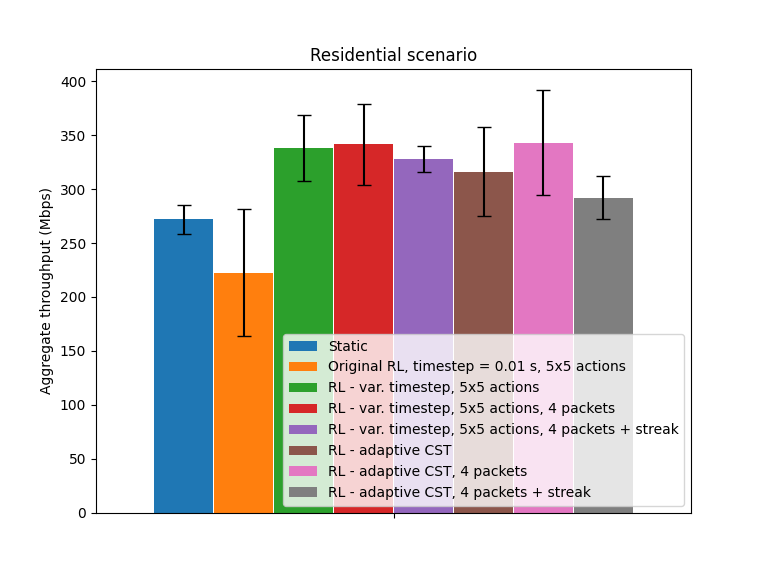 Residential scenario
Aggregate throughput (Mbps)
400
350
300
250
200
150
100
50
0
Static
Original RL, timestep = 0.01 s, 5x5 actions
RL - var. timestep, 5x5 actions
RL - var. timestep, 5x5 actions, 4 packets
RL - var. timestep, 5x5 actions, 4 packets + streak
RL - adaptive CST
RL - adaptive CST, 4 packets
RL - adaptive CST, 4 packets + streak